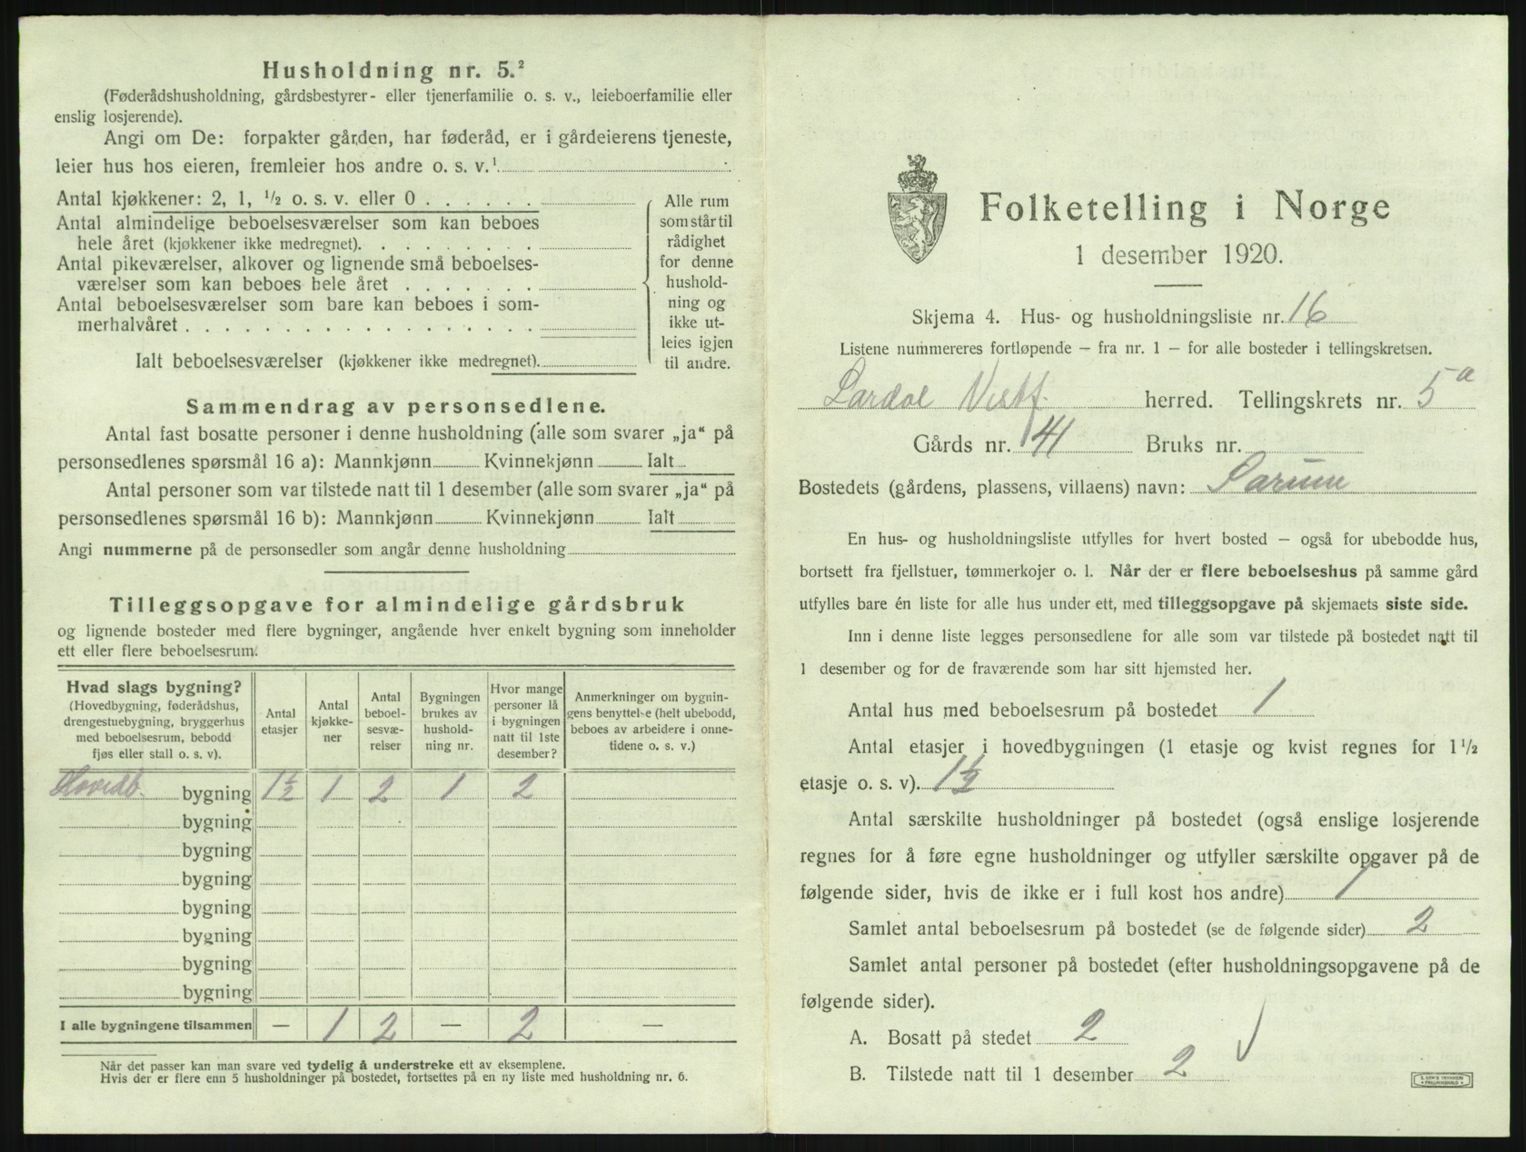 Husholdning nr. 5.²
(Føderådshusholdning, gårdsbestyrer- eller tjenerfamilie o. s. v., leieboerfamilie eller
enslig losjerende).
Angi om De: forpakter gården, har føderåd, er i gårdeierens tjeneste,
leier hus hos eieren, fremleier hos andre o. s. v.¹
Antal kjøkkener: 2, 1, ½ o. s. v. eller 0
Antal almindelige beboelsesværelser som kan beboes
hele året (kjøkkener ikke medregnet).
Antal pikeværelser, alkover og lignende små beboelses-
værelser som kan beboes hele året
Antal beboelsesværelser som bare kan beboes i som-
merhalvåret
Ialt beboelsesværelser (kjøkkener ikke medregnet).
Alle rum
som står til
rådighet
for denne
hushold-
ning og
ikke ut-
leies igjen
til andre.
Sammendrag av personsedlene.
Antal fast bosatte personer i denne husholdning (alle som svarer „ja“ på
personsedlenes spørsmål 16 a): Mannkjønn Kvinnekjønn Ialt
Antal personer som var tilstede natt til 1 desember (alle som svarer „ja“ på
personsedlenes spørsmål 16 b): Mannkjønn Kvinnekjønn Ialt
Angi nummerne på de personsedler som angår denne husholdning
Tilleggsopgave for almindelige gårdsbruk
og lignende bosteder med flere bygninger, angående hver enkelt bygning som inneholder
ett eller flere beboelsesrum.
Hvad slags bygning?
(Hovedbygning, føderådshus,
drengestuebygning, bryggerhus
med beboelsesrum, bebodd
fjøs eller stall o. s. v).
Antal
etasjer
Antal
kjøkke-
ner
Antal
beboel-
sesvæ-
relser
Bygningen
brukes av
hushold-
ning nr.
Hvor mange
personer lå
i bygningen
natt til 1ste
desember?
Anmerkninger om bygnin-
gens benyttelse (helt ubebodd,
beboes av arbeidere i onne-
tidene o. s. v.)
Hovedb. bygning 1½ 1 2 1 2
bygning
bygning
bygning
bygning
bygning
bygning
bygning
I alle bygningene tilsammen — 1 2 — 2 —
Når det passer kan man svare ved tydelig å understreke ett av eksemplene.
Hvis der er flere enn 5 husholdninger på bostedet, fortsettes på en ny liste med husholdning nr. 6.
Folketelling i Norge
1 desember 1920.
Skjema 4. Hus- og husholdningsliste nr. 16
Listene nummereres fortløpende — fra nr. 1 — for alle bosteder i tellingskretsen.
Lardal Vestf. herred. Tellingskrets nr. 5a
Gårds nr. 41 Bruks nr.
Bostedets (gårdens, plassens, villaens) navn: Sarum
En hus- og husholdningsliste utfylles for hvert bosted — også for ubebodde hus,
bortsett fra fjellstuer, tømmerkojer o. l. Når der er flere beboelseshus på samme gård
utfylles bare én liste for alle hus under ett, med tilleggsopgave på skjemaets siste side.
Inn i denne liste legges personsedlene for alle som var tilstede på bostedet natt til
1 desember og for de fraværende som har sitt hjemsted her.
Antal hus med beboelsesrum på bostedet 1
Antal etasjer i hovedbygningen (1 etasje og kvist regnes for 1½
etasje o. s. v). 1½
Antal særskilte husholdninger på bostedet (også enslige losjerende
regnes for å føre egne husholdninger og utfyller særskilte opgaver på de
følgende sider, hvis de ikke er i full kost hos andre) 1
Samlet antal beboelsesrum på bostedet (se de følgende sider) 2
Samlet antal personer på bostedet (efter husholdningsopgavene på de
følgende sider).
A. Bosatt på stedet 2
B. Tilstede natt til 1 desember 2